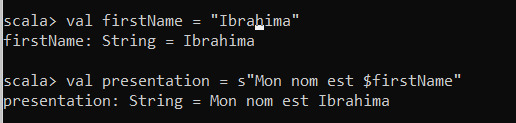 scala> val firstName = "Ibrahima"
firstName: String = Ibrahima
scala> val presentation = s"Mon nom est $firstName"
presentation: String = Mon nom est Ibrahima